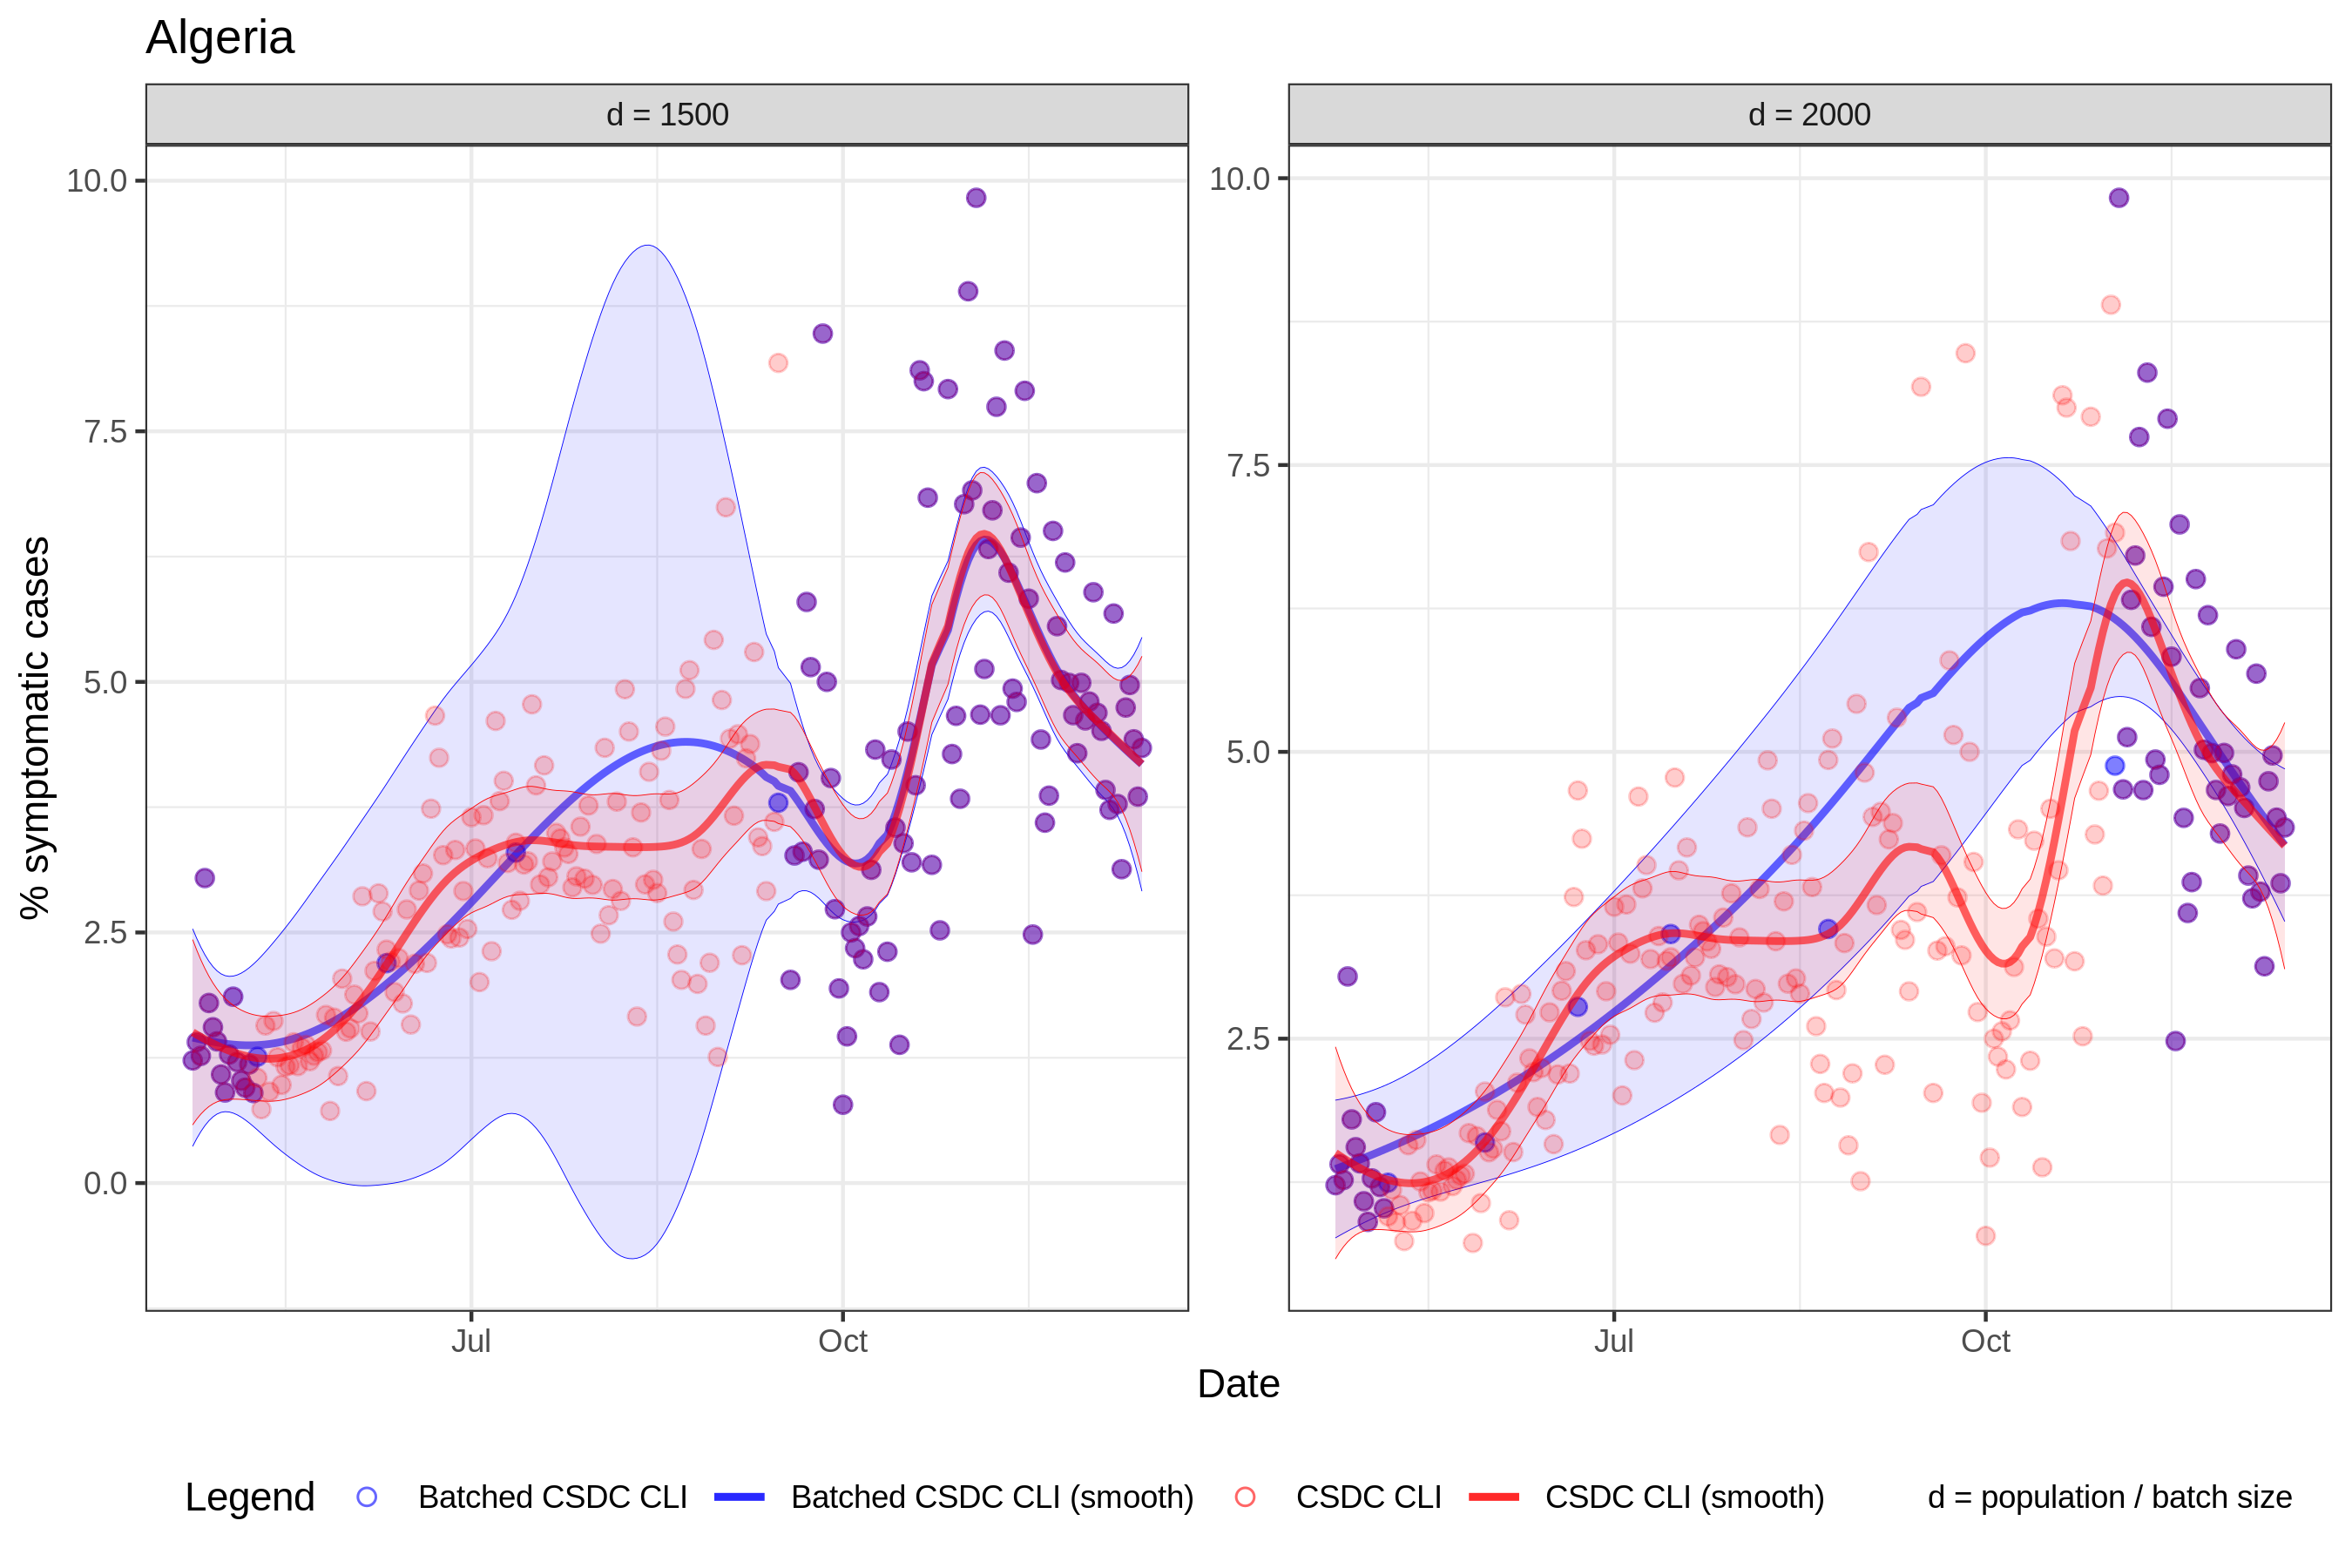 Algeria
d = 1500
d = 2000
10.0
7.5
5.0
2.5
0.0
10.0
7.5
5.0
2.5
% symptomatic cases
Jul
Oct
Jul
Oct
Date
Legend
Batched CSDC CLI
Batched CSDC CLI (smooth)
CSDC CLI
CSDC CLI (smooth)
d = population / batch size